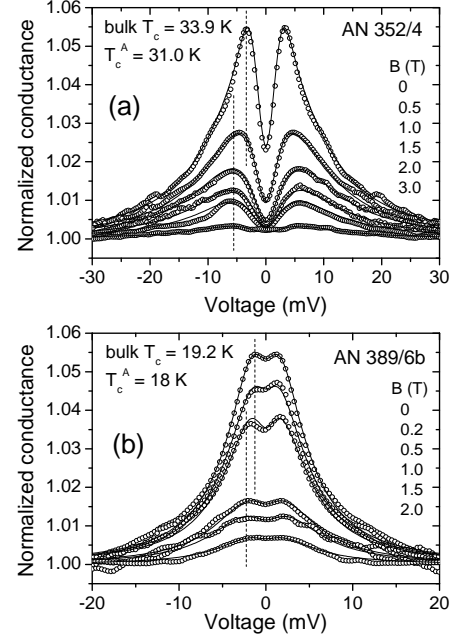 1.06
1.05
1.04
1.03
1.02
1.01
1.00
Normalized conductance
bulk T_c = 33.9 K
T_c^A = 31.0 K
(a)
AN 352/4
B (T)
0
0.5
1.0
1.5
2.0
3.0
-30 -20 -10 0 10 20 30
Voltage (mV)
1.06
1.05
1.04
1.03
1.02
1.01
1.00
Normalized conductance
bulk T_c = 19.2 K
T_c^A = 18 K
(b)
AN 389/6b
B (T)
0
0.2
0.5
1.0
1.5
2.0
-20 -10 0 10 20
Voltage (mV)